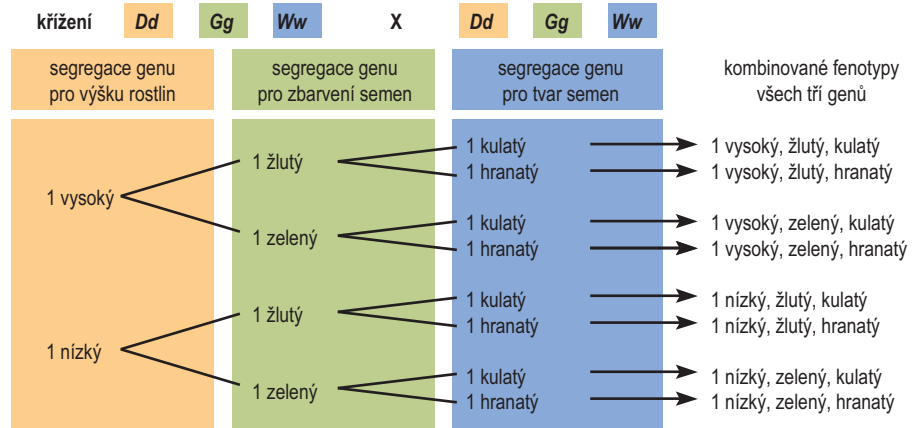 křížení Dd Gg Ww X Dd Gg Ww
segregace genu
pro výšku rostlin
segregace genu
pro zbarvení semen
segregace genu
pro tvar semen
kombinované fenotypy
všech tří genů
1 vysoký
1 nízký
1 žlutý
1 zelený
1 žlutý
1 zelený
1 kulatý
1 hranatý
1 kulatý
1 hranatý
1 kulatý
1 hranatý
1 kulatý
1 hranatý
1 vysoký, žlutý, kulatý
1 vysoký, žlutý, hranatý
1 vysoký, zelený, kulatý
1 vysoký, zelený, hranatý
1 nízký, žlutý, kulatý
1 nízký, žlutý, hranatý
1 nízký, zelený, kulatý
1 nízký, zelený, hranatý